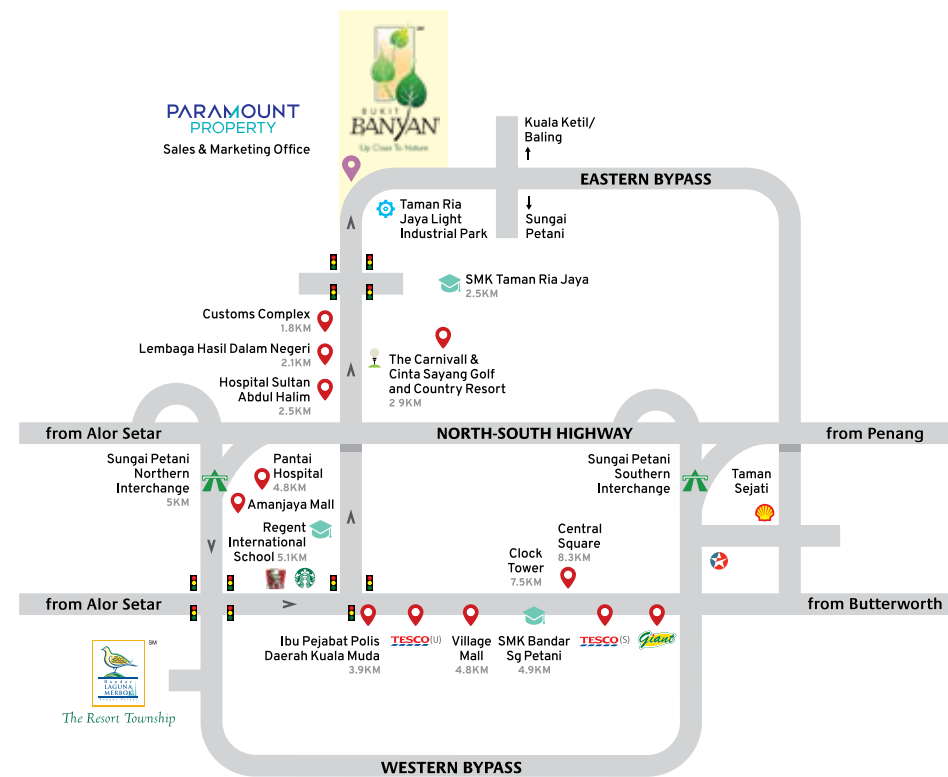 BUKIT
BANYAN
Up Close To Nature
PARAMOUNT
PROPERTY
Sales & Marketing Office
Kuala Ketil/
Baling
EASTERN BYPASS
Sungai
Petani
Taman Ria
Jaya Light
Industrial Park
SMK Taman Ria Jaya
2.5KM
Customs Complex
1.8KM
Lembaga Hasil Dalam Negeri
2.1KM
Hospital Sultan
Abdul Halim
2.5KM
The Carnivall &
Cinta Sayang Golf
and Country Resort
2 9KM
from Alor Setar
NORTH-SOUTH HIGHWAY
from Penang
Sungai Petani
Northern
Interchange
5KM
Pantai
Hospital
4.8KM
Amanjaya Mall
Regent
International
School 5.1KM
Sungai Petani
Southern
Interchange
Taman
Sejati
Central
Square
8.3KM
Clock
Tower
7.5KM
from Alor Setar
from Butterworth
Ibu Pejabat Polis
Daerah Kuala Muda
3.9KM
TESCO (U)
Village
Mall
4.8KM
SMK Bandar
Sg Petani
4.9KM
TESCO (S)
Giant
SM
Bandar
LAGUNA
MERBOK
The Resort Township
WESTERN BYPASS